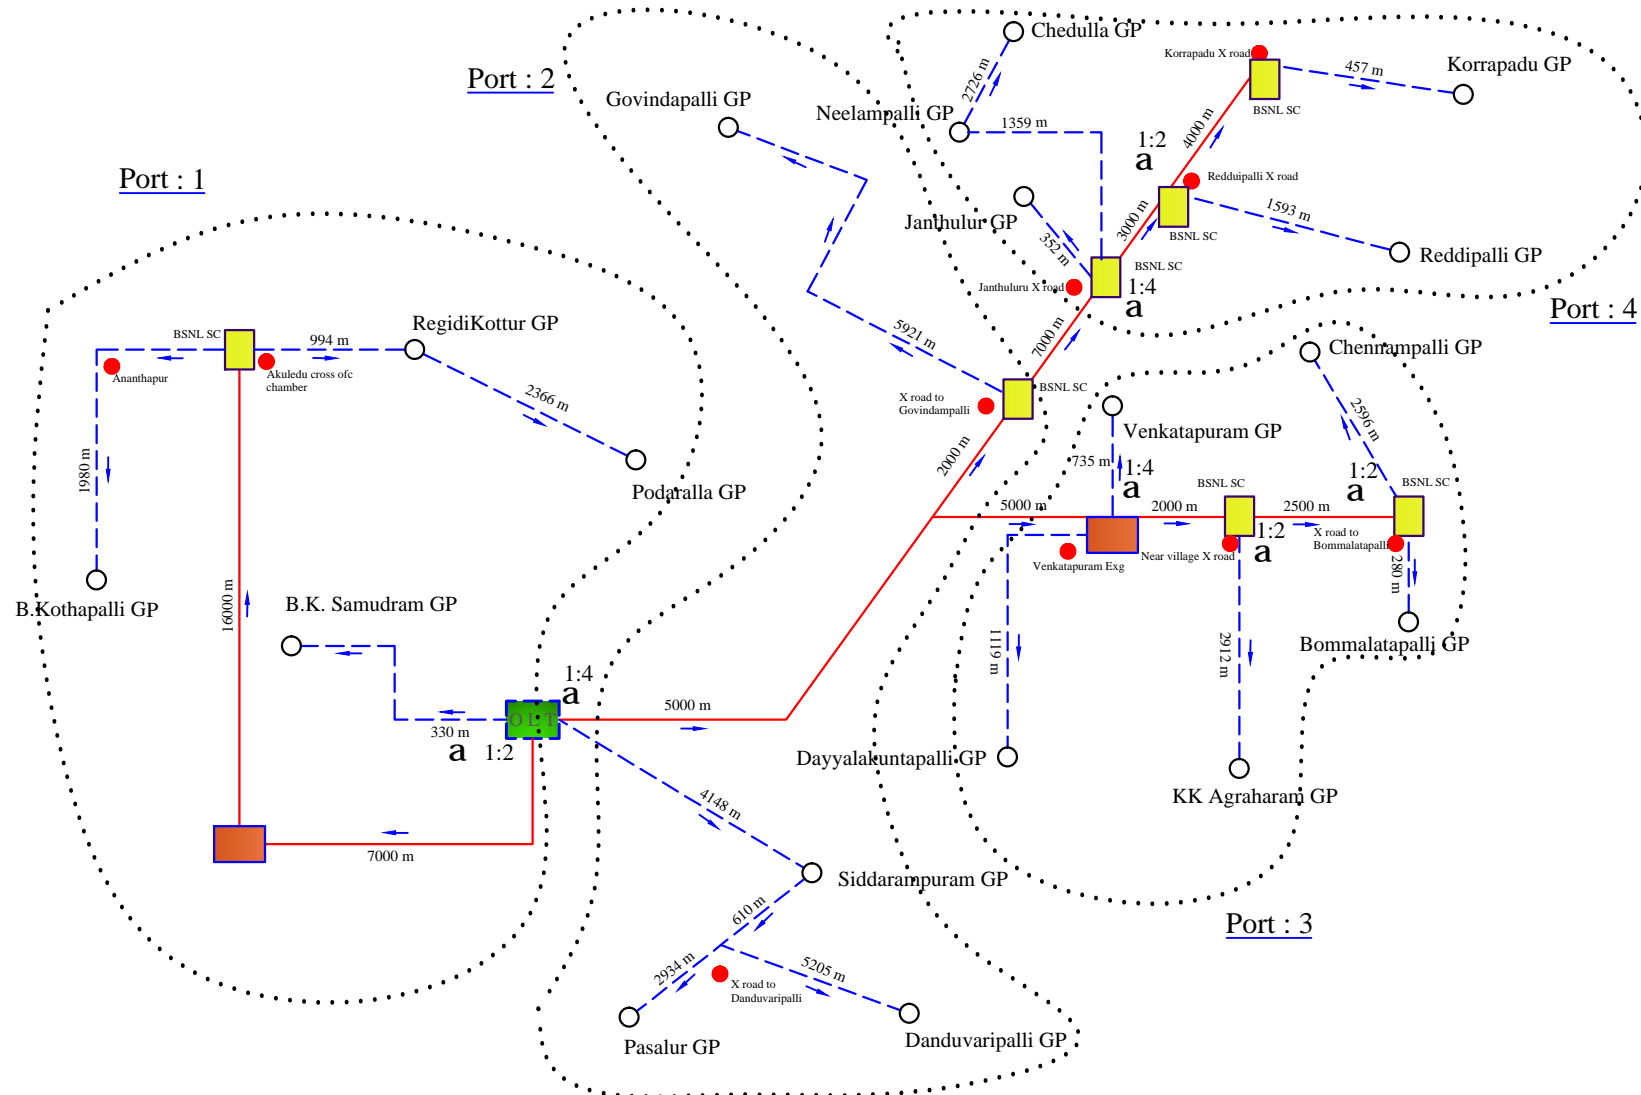 Port : 1
Port : 2
Port : 4
Port : 3
Chedulla GP
Korrapadu X road
Korrapadu GP
457 m
BSNL SC
Govindapalli GP
Neelampalli GP
2726 m
1359 m
1:2
a
4000 m
Redduipalli X road
1593 m
Reddipalli GP
BSNL SC
3000 m
Janthulur GP
352 m
BSNL SC
Janthuluru X road
1:4
a
7000 m
5921 m
X road to
Govindampalli
BSNL SC
2000 m
BSNL SC
994 m
RegidiKottur GP
Ananthapur
Akuledu cross ofc
chamber
2366 m
Podaralla GP
1980 m
B.Kothapalli GP
16000 m
B.K. Samudram GP
330 m
a 1:2
OLT
1:4
a
5000 m
7000 m
4148 m
Siddarampuram GP
610 m
2934 m
X road to
Danduvaripalli
5205 m
Pasalur GP
Danduvaripalli GP
Chennampalli GP
Venkatapuram GP
735 m
1:4
a
5000 m
2000 m
BSNL SC
2500 m
1:2
a
BSNL SC
2596 m
Venkatapuram Exg
Near village X road
1:2
a
X road to
Bommalatapalli
280 m
Bommalatapalli GP
1119 m
2912 m
Dayyalakuntapalli GP
KK Agraharam GP